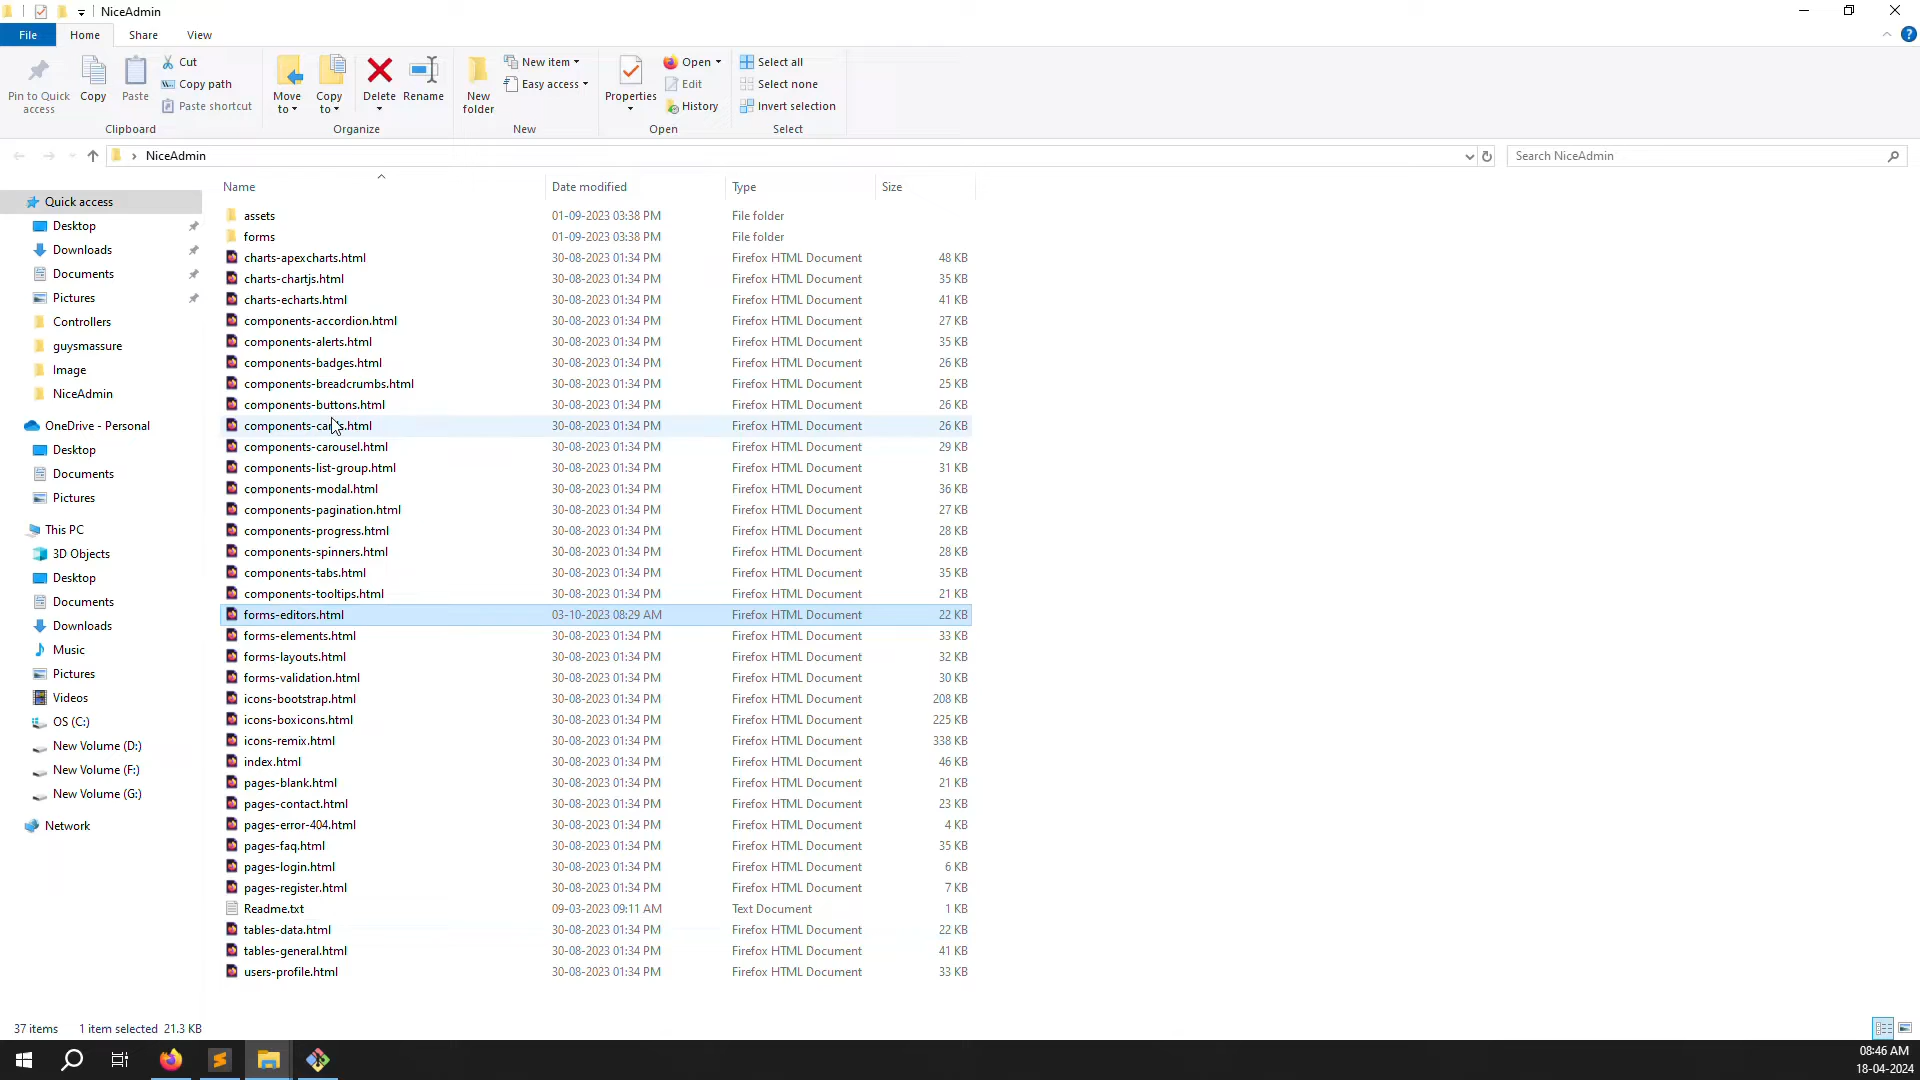 NiceAdmin
File Home Share View
Pin to Quick access
Copy
Paste
Cut
Copy path
Paste shortcut
Clipboard
Move to
Copy to
Delete
Rename
Organize
New folder
New item
Easy access
New
Properties
Open
Edit
History
Open
Select all
Select none
Invert selection
Select
NiceAdmin
Search NiceAdmin
Quick access
Desktop
Downloads
Documents
Pictures
Controllers
guysmassure
Image
NiceAdmin
OneDrive - Personal
Desktop
Documents
Pictures
This PC
3D Objects
Desktop
Documents
Downloads
Music
Pictures
Videos
OS (C:)
New Volume (D:)
New Volume (F:)
New Volume (G:)
Network
Name Date modified Type Size
assets 01-09-2023 03:38 PM File folder
forms 01-09-2023 03:38 PM File folder
charts-apexcharts.html 30-08-2023 01:34 PM Firefox HTML Document 48 KB
charts-chartjs.html 30-08-2023 01:34 PM Firefox HTML Document 35 KB
charts-echarts.html 30-08-2023 01:34 PM Firefox HTML Document 41 KB
components-accordion.html 30-08-2023 01:34 PM Firefox HTML Document 27 KB
components-alerts.html 30-08-2023 01:34 PM Firefox HTML Document 35 KB
components-badges.html 30-08-2023 01:34 PM Firefox HTML Document 26 KB
components-breadcrumbs.html 30-08-2023 01:34 PM Firefox HTML Document 25 KB
components-buttons.html 30-08-2023 01:34 PM Firefox HTML Document 26 KB
components-cards.html 30-08-2023 01:34 PM Firefox HTML Document 26 KB
components-carousel.html 30-08-2023 01:34 PM Firefox HTML Document 29 KB
components-list-group.html 30-08-2023 01:34 PM Firefox HTML Document 31 KB
components-modal.html 30-08-2023 01:34 PM Firefox HTML Document 36 KB
components-pagination.html 30-08-2023 01:34 PM Firefox HTML Document 27 KB
components-progress.html 30-08-2023 01:34 PM Firefox HTML Document 28 KB
components-spinners.html 30-08-2023 01:34 PM Firefox HTML Document 28 KB
components-tabs.html 30-08-2023 01:34 PM Firefox HTML Document 35 KB
components-tooltips.html 30-08-2023 01:34 PM Firefox HTML Document 21 KB
forms-editors.html 03-10-2023 08:29 AM Firefox HTML Document 22 KB
forms-elements.html 30-08-2023 01:34 PM Firefox HTML Document 33 KB
forms-layouts.html 30-08-2023 01:34 PM Firefox HTML Document 32 KB
forms-validation.html 30-08-2023 01:34 PM Firefox HTML Document 30 KB
icons-bootstrap.html 30-08-2023 01:34 PM Firefox HTML Document 208 KB
icons-boxicons.html 30-08-2023 01:34 PM Firefox HTML Document 225 KB
icons-remix.html 30-08-2023 01:34 PM Firefox HTML Document 338 KB
index.html 30-08-2023 01:34 PM Firefox HTML Document 46 KB
pages-blank.html 30-08-2023 01:34 PM Firefox HTML Document 21 KB
pages-contact.html 30-08-2023 01:34 PM Firefox HTML Document 23 KB
pages-error-404.html 30-08-2023 01:34 PM Firefox HTML Document 4 KB
pages-faq.html 30-08-2023 01:34 PM Firefox HTML Document 35 KB
pages-login.html 30-08-2023 01:34 PM Firefox HTML Document 6 KB
pages-register.html 30-08-2023 01:34 PM Firefox HTML Document 7 KB
Readme.txt 09-03-2023 09:11 AM Text Document 1 KB
tables-data.html 30-08-2023 01:34 PM Firefox HTML Document 22 KB
tables-general.html 30-08-2023 01:34 PM Firefox HTML Document 41 KB
users-profile.html 30-08-2023 01:34 PM Firefox HTML Document 33 KB
37 items 1 item selected 21.3 KB
08:46 AM
18-04-2024